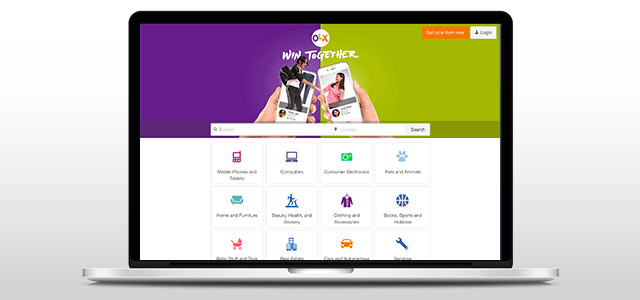 OLX
WIN TOGETHER
Sell your item now
Login
Search
Location
Search
Mobile Phones and
Tablets
Computers
Consumer Electronics
Pets and Animals
Home and Furniture
Beauty, Health, and
Grocery
Clothing and
Accessories
Books, Sports and
Hobbies
Baby Stuff and Toys
Real Estate
Cars and Automotives
Services